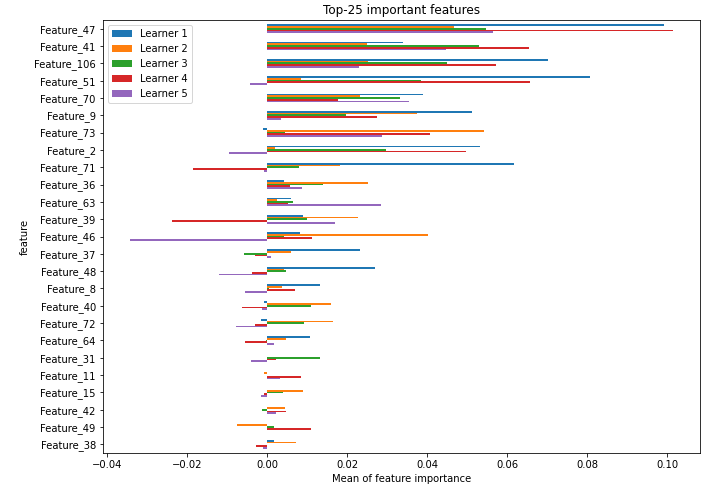 Top-25 important features
Learner 1
Learner 2
Learner 3
Learner 4
Learner 5
feature
Feature_47
Feature_41
Feature_106
Feature_51
Feature_70
Feature_9
Feature_73
Feature_2
Feature_71
Feature_36
Feature_63
Feature_39
Feature_46
Feature_37
Feature_48
Feature_8
Feature_40
Feature_72
Feature_64
Feature_31
Feature_11
Feature_15
Feature_42
Feature_49
Feature_38
−0.04 −0.02 0.00 0.02 0.04 0.06 0.08 0.10
Mean of feature importance